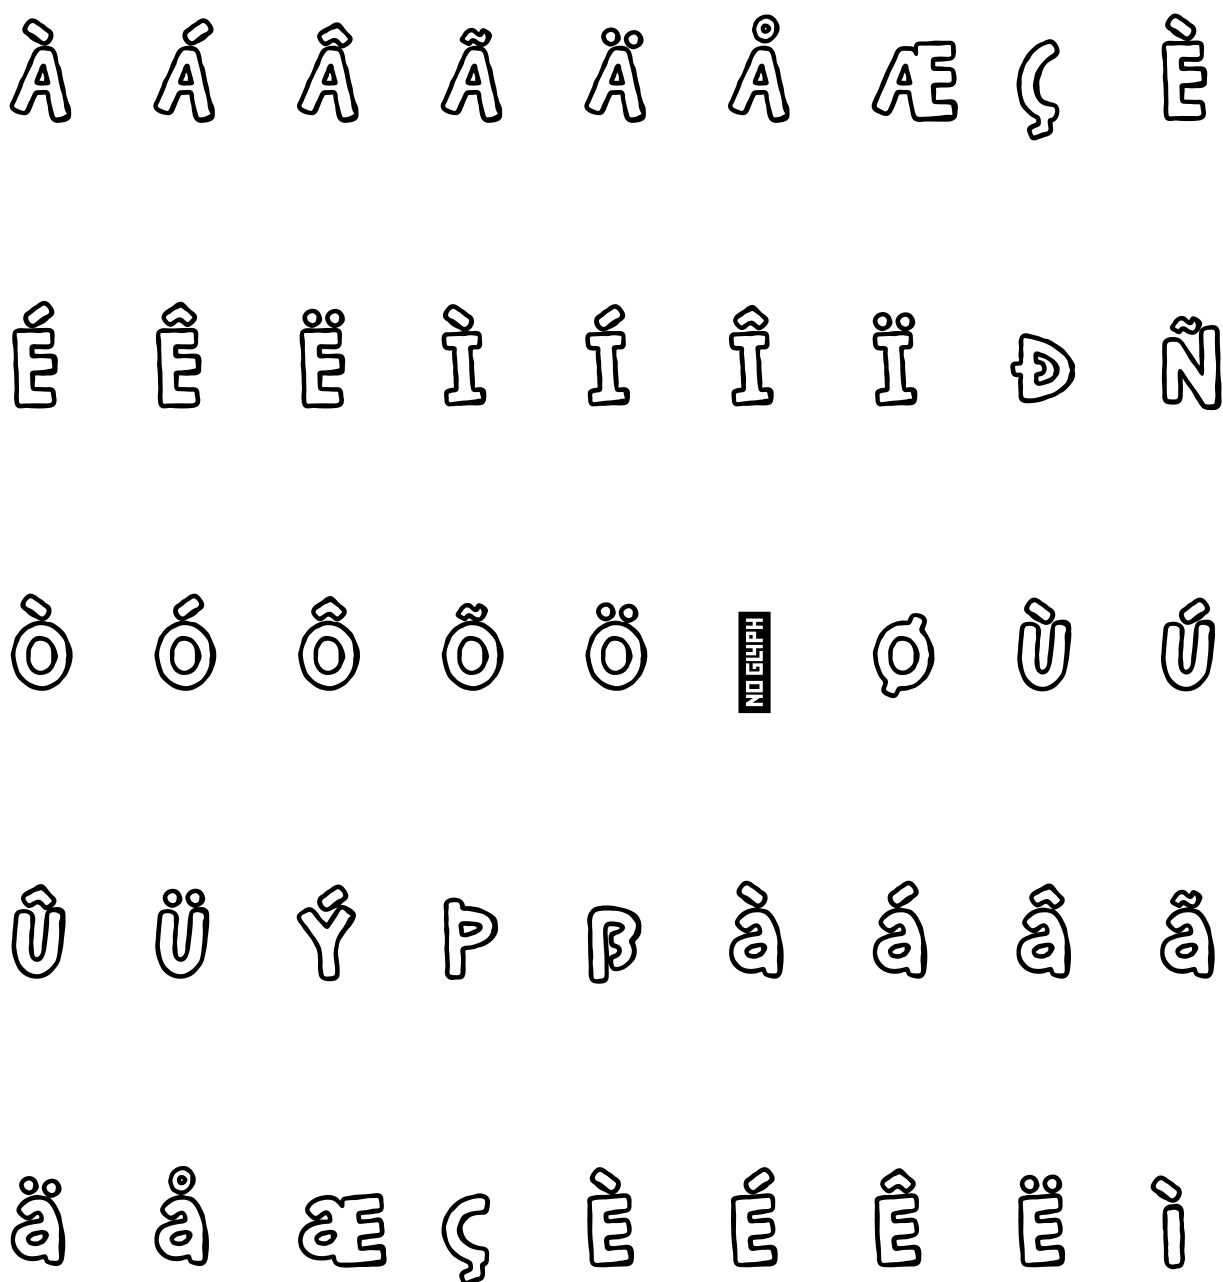 À Á Â Ã Ä Å Æ Ç È
É Ê Ë Ì Í Î Ï Ð Ñ
Ò Ó Ô Õ Ö NO GLYPH Ø Ù Ú
Û Ü Ý Þ ß à á â ã
ä å æ ç È É Ê Ë ì